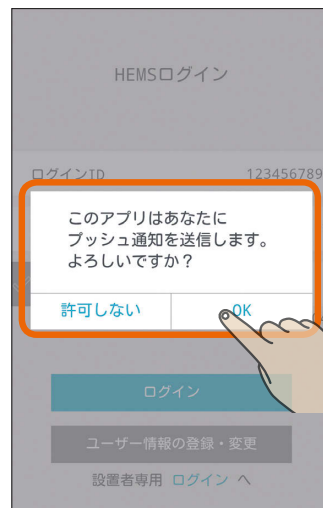 HEMSログイン
ログインID 123456789
このアプリはあなたに
プッシュ通知を送信します。
よろしいですか？
許可しない OK
ログイン
ユーザー情報の登録・変更
設置者専用 ログイン へ